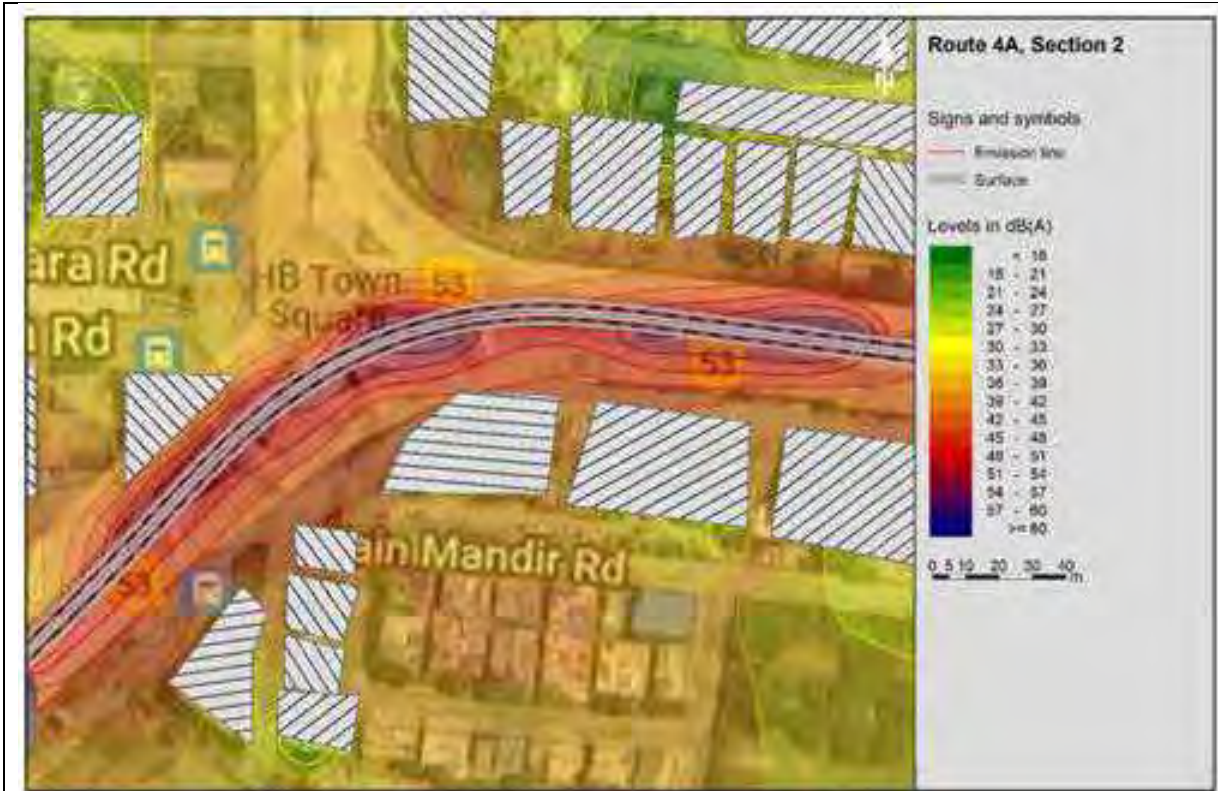 Route 4A, Section 2
Signs and symbols
Emission line
Surface
Levels in dB(A)
< 18
18 - 21
21 - 24
24 - 27
27 - 30
30 - 33
33 - 36
36 - 39
39 - 42
42 - 45
45 - 48
48 - 51
51 - 54
54 - 57
57 - 60
>= 60
0 5 10 20 30 40
m
ara Rd
Rd
HB Town
Square
53
53
53
ain Mandir Rd